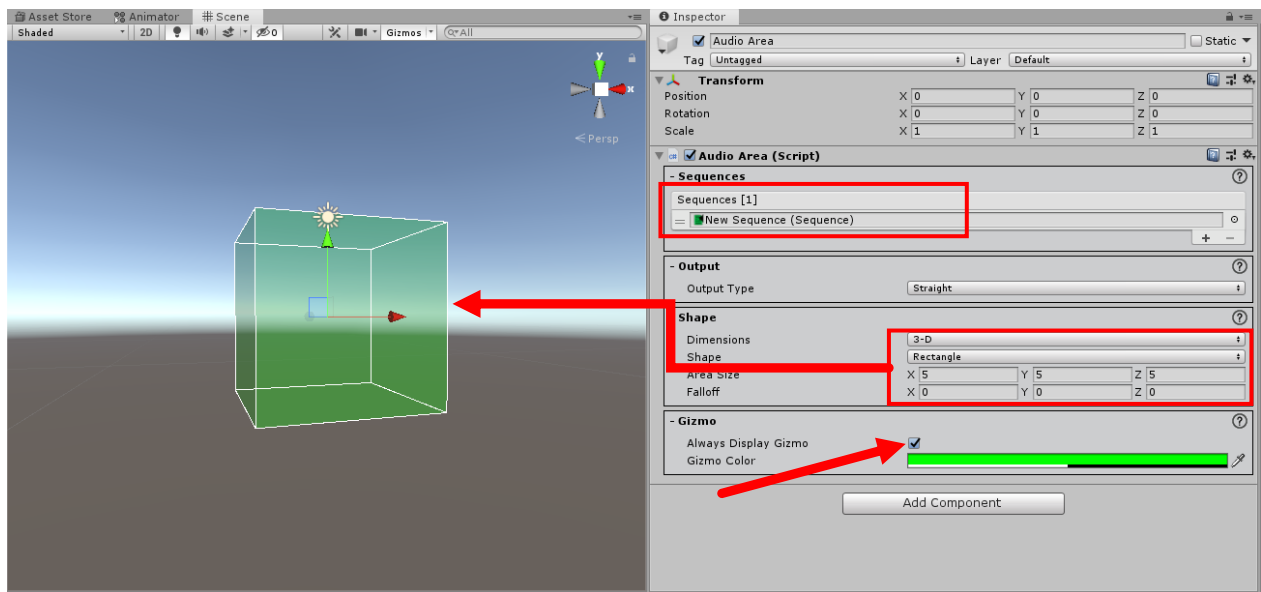 Asset Store Animator Scene
Shaded 2D 0 Gizmos All
y
x
Persp
Inspector
Audio Area Static
Tag Untagged Layer Default
Transform
Position X 0 Y 0 Z 0
Rotation X 0 Y 0 Z 0
Scale X 1 Y 1 Z 1
Audio Area (Script)
- Sequences
Sequences [1]
New Sequence (Sequence)
+ −
- Output
Output Type Straight
Shape
Dimensions 3-D
Shape Rectangle
Area Size X 5 Y 5 Z 5
Falloff X 0 Y 0 Z 0
- Gizmo
Always Display Gizmo
Gizmo Color
Add Component